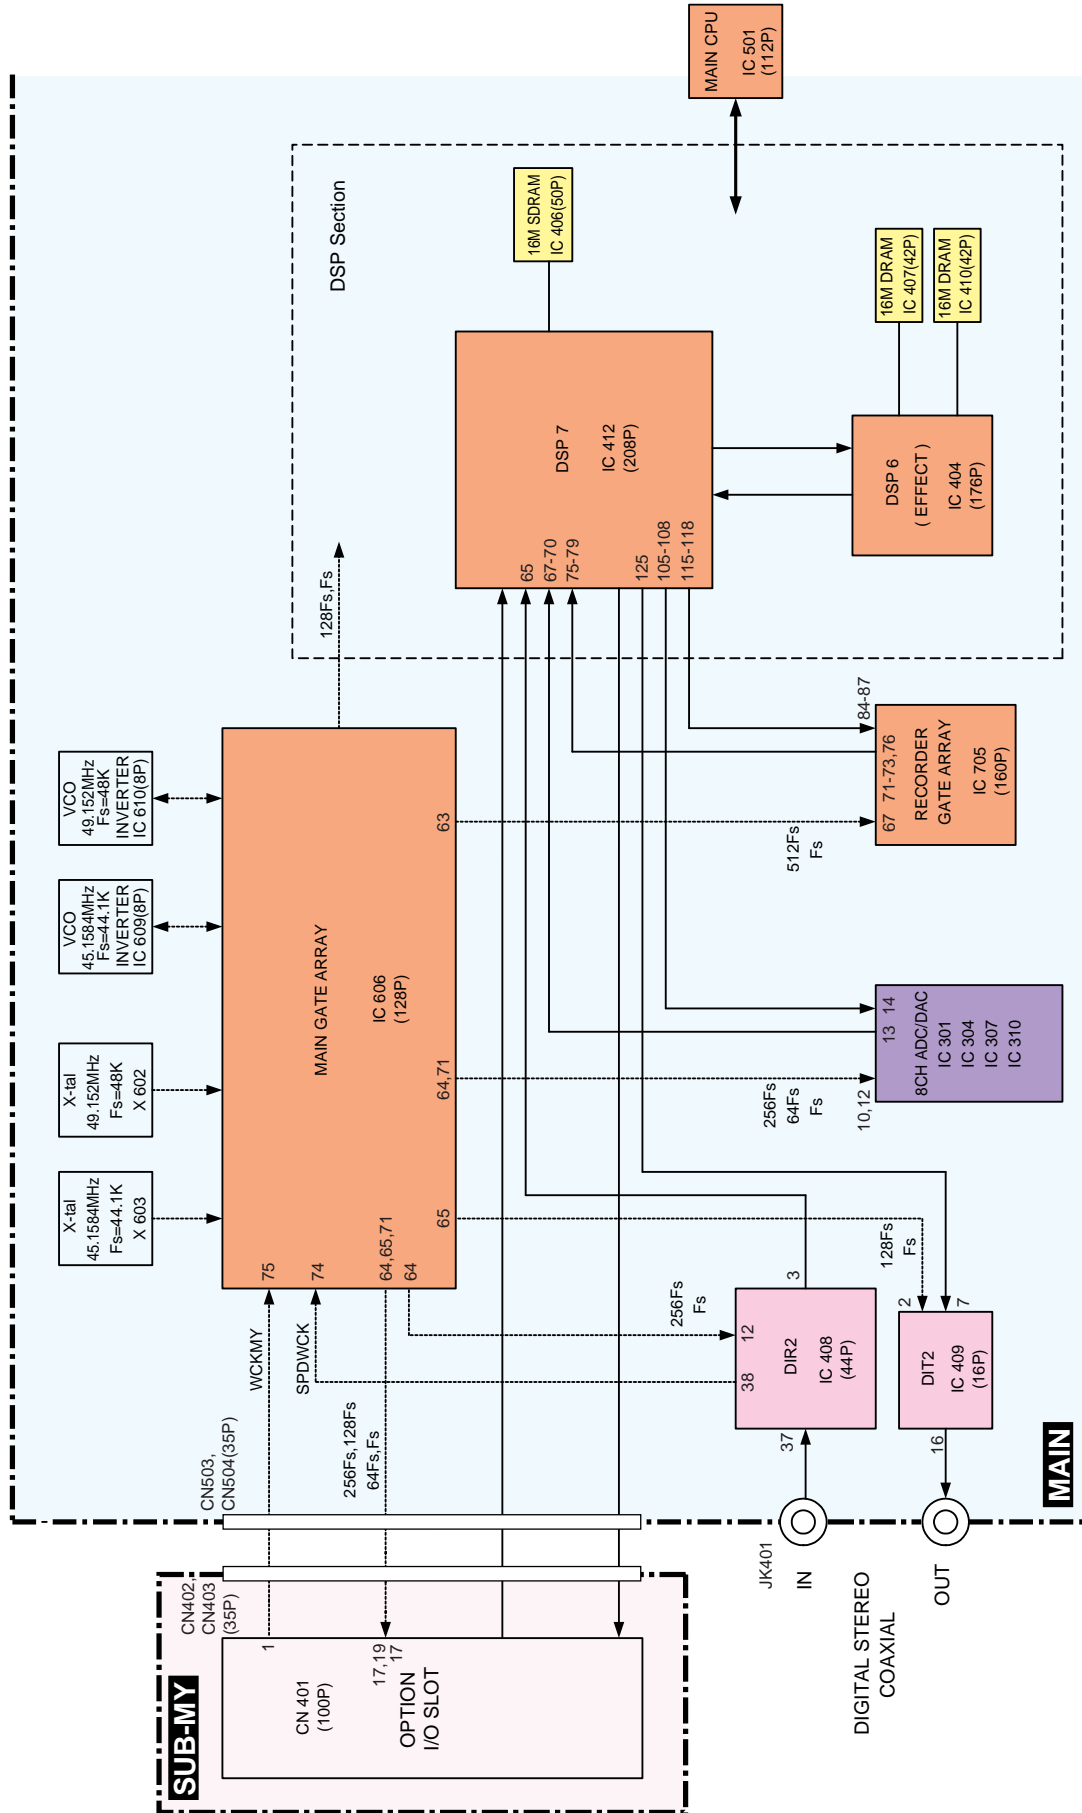 SUB-MY
CN402,
CN403
(35P)
CN 401
(100P)
OPTION
I/O SLOT
1
17,19
17
CN503,
CN504(35P)
WCKMY
SPDWCK
256Fs,128Fs
64Fs,Fs
75
74
64,65,71
64
65
64,71
63
MAIN GATE ARRAY
IC 606
(128P)
X-tal
45.1584MHz
Fs=44.1K
X 603
X-tal
49.152MHz
Fs=48K
X 602
VCO
45.1584MHz
Fs=44.1K
INVERTER
IC 609(8P)
VCO
49.152MHz
Fs=48K
INVERTER
IC 610(8P)
128Fs,Fs
DSP Section
DSP 7
IC 412
(208P)
65
67-70
75-79
125
105-108
115-118
16M SDRAM
IC 406(50P)
MAIN CPU
IC 501
(112P)
DSP 6
( EFFECT )
IC 404
(176P)
16M DRAM
IC 407(42P)
16M DRAM
IC 410(42P)
RECORDER
GATE ARRAY
IC 705
(160P)
67
71-73,76
84-87
512Fs
Fs
8CH ADC/DAC
IC 301
IC 304
IC 307
IC 310
10,12
13
14
256Fs
64Fs
Fs
DIR2
IC 408
(44P)
37
38
12
3
256Fs
Fs
DIT2
IC 409
(16P)
16
2
7
128Fs
Fs
JK401
IN
OUT
DIGITAL STEREO
COAXIAL
MAIN